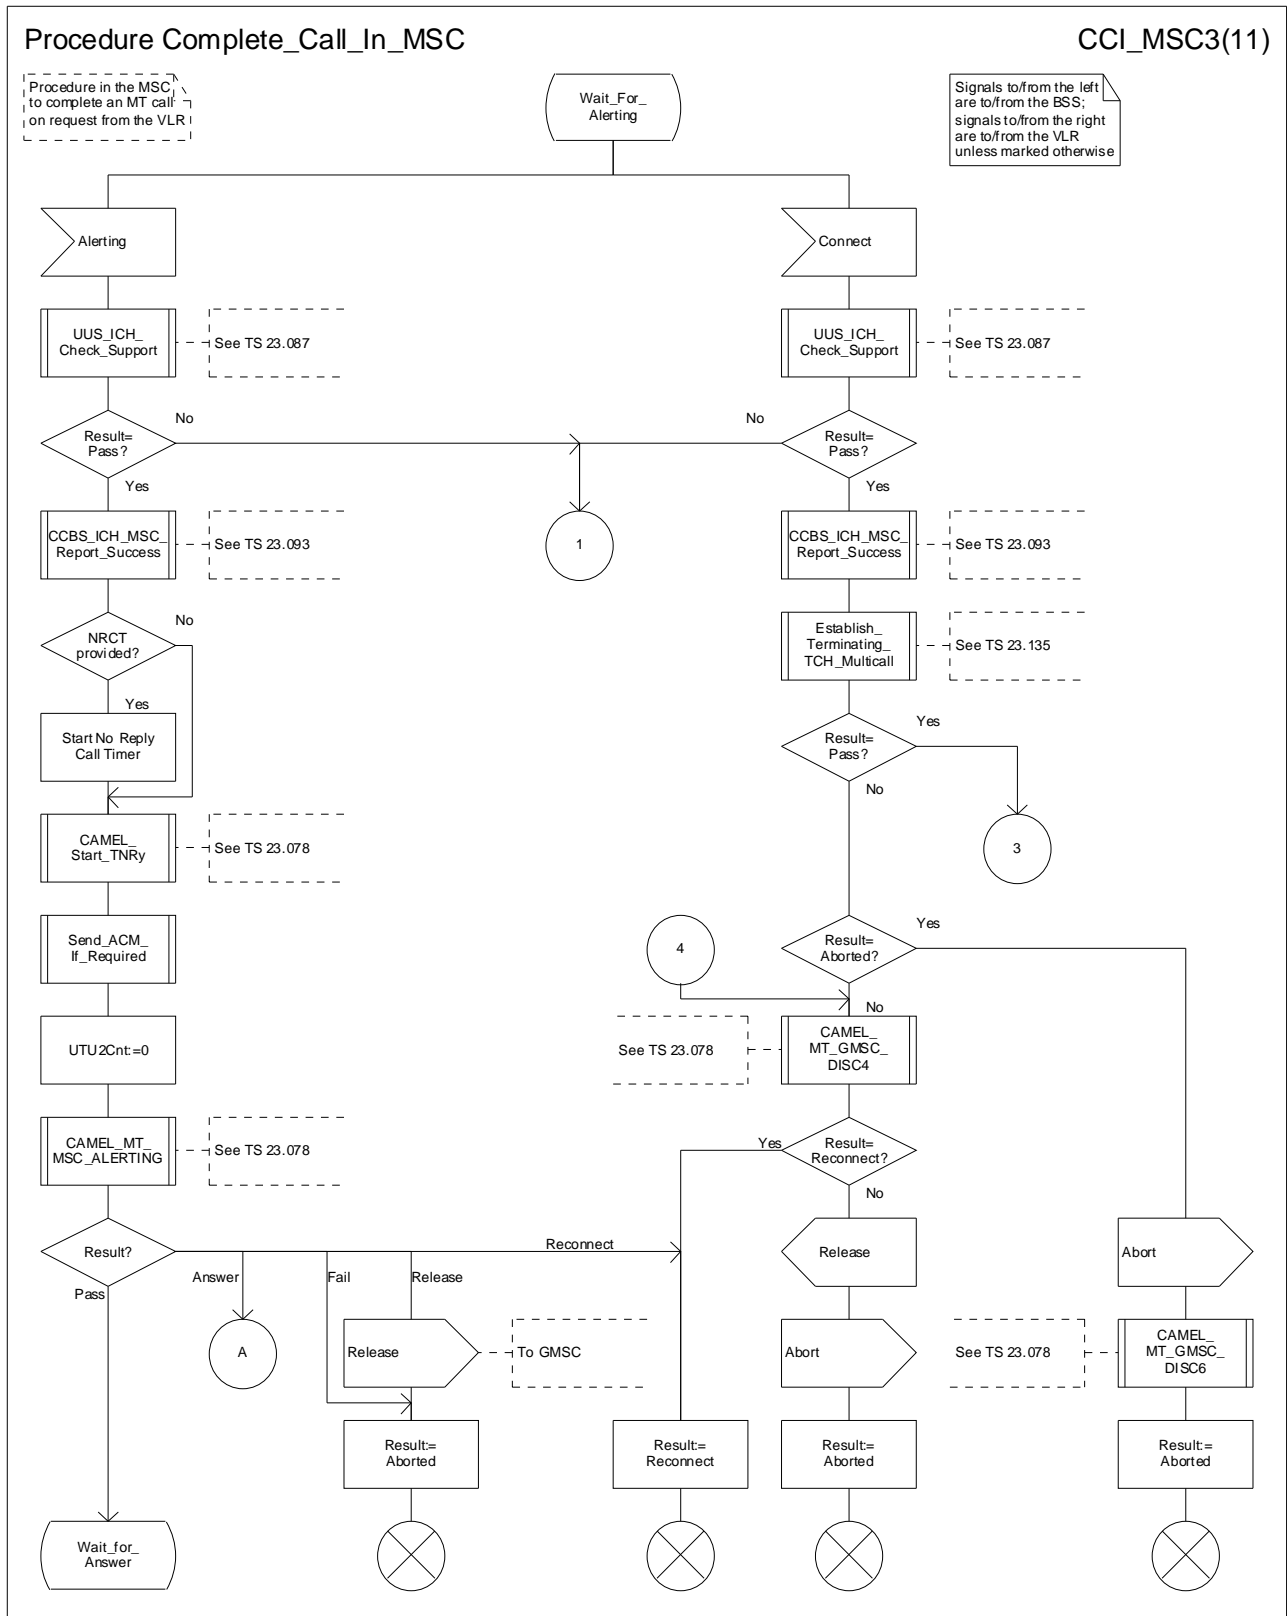 Procedure Complete_Call_In_MSC
CCI_MSC3(11)
Procedure in the MSC
to complete an MT call
on request from the VLR
Wait_For_
Alerting
Signals to/from the left
are to/from the BSS;
signals to/from the right
are to/from the VLR
unless marked otherwise
Alerting
Connect
UUS_ICH_
Check_Support
See TS 23.087
UUS_ICH_
Check_Support
See TS 23.087
Result=
Pass?
No
Yes
No
Result=
Pass?
Yes
1
CCBS_ICH_MSC_
Report_Success
See TS 23.093
CCBS_ICH_MSC_
Report_Success
See TS 23.093
NRCT
provided?
No
Yes
Establish_
Terminating_
TCH_Multicall
See TS 23.135
Start No Reply
Call Timer
Result=
Pass?
Yes
No
3
CAMEL_
Start_TNRy
See TS 23.078
Send_ACM_
If_Required
4
Result=
Aborted?
Yes
No
UTU2Cnt:=0
See TS 23.078
CAMEL_
MT_GMSC_
DISC4
CAMEL_MT_
MSC_ALERTING
See TS 23.078
Yes
Result=
Reconnect?
No
Result?
Pass
Answer
Fail
Release
Reconnect
Release
Abort
A
Release
To GMSC
Abort
See TS 23.078
CAMEL_
MT_GMSC_
DISC6
Result:=
Aborted
Result:=
Reconnect
Result:=
Aborted
Result:=
Aborted
Wait_for_
Answer